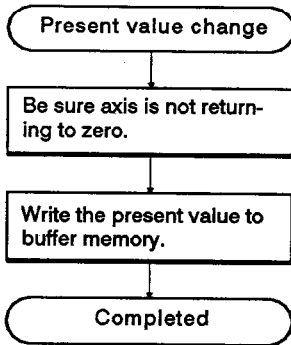 Present value change
Be sure axis is not return-
ing to zero.
Write the present value to
buffer memory.
Completed